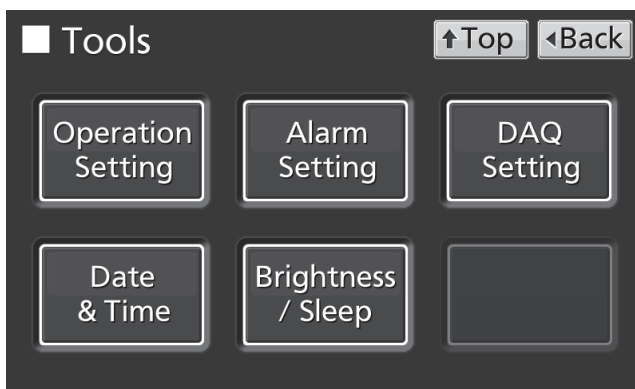 Tools
↑Top
◂Back
Operation
Setting
Alarm
Setting
DAQ
Setting
Date
& Time
Brightness
/ Sleep